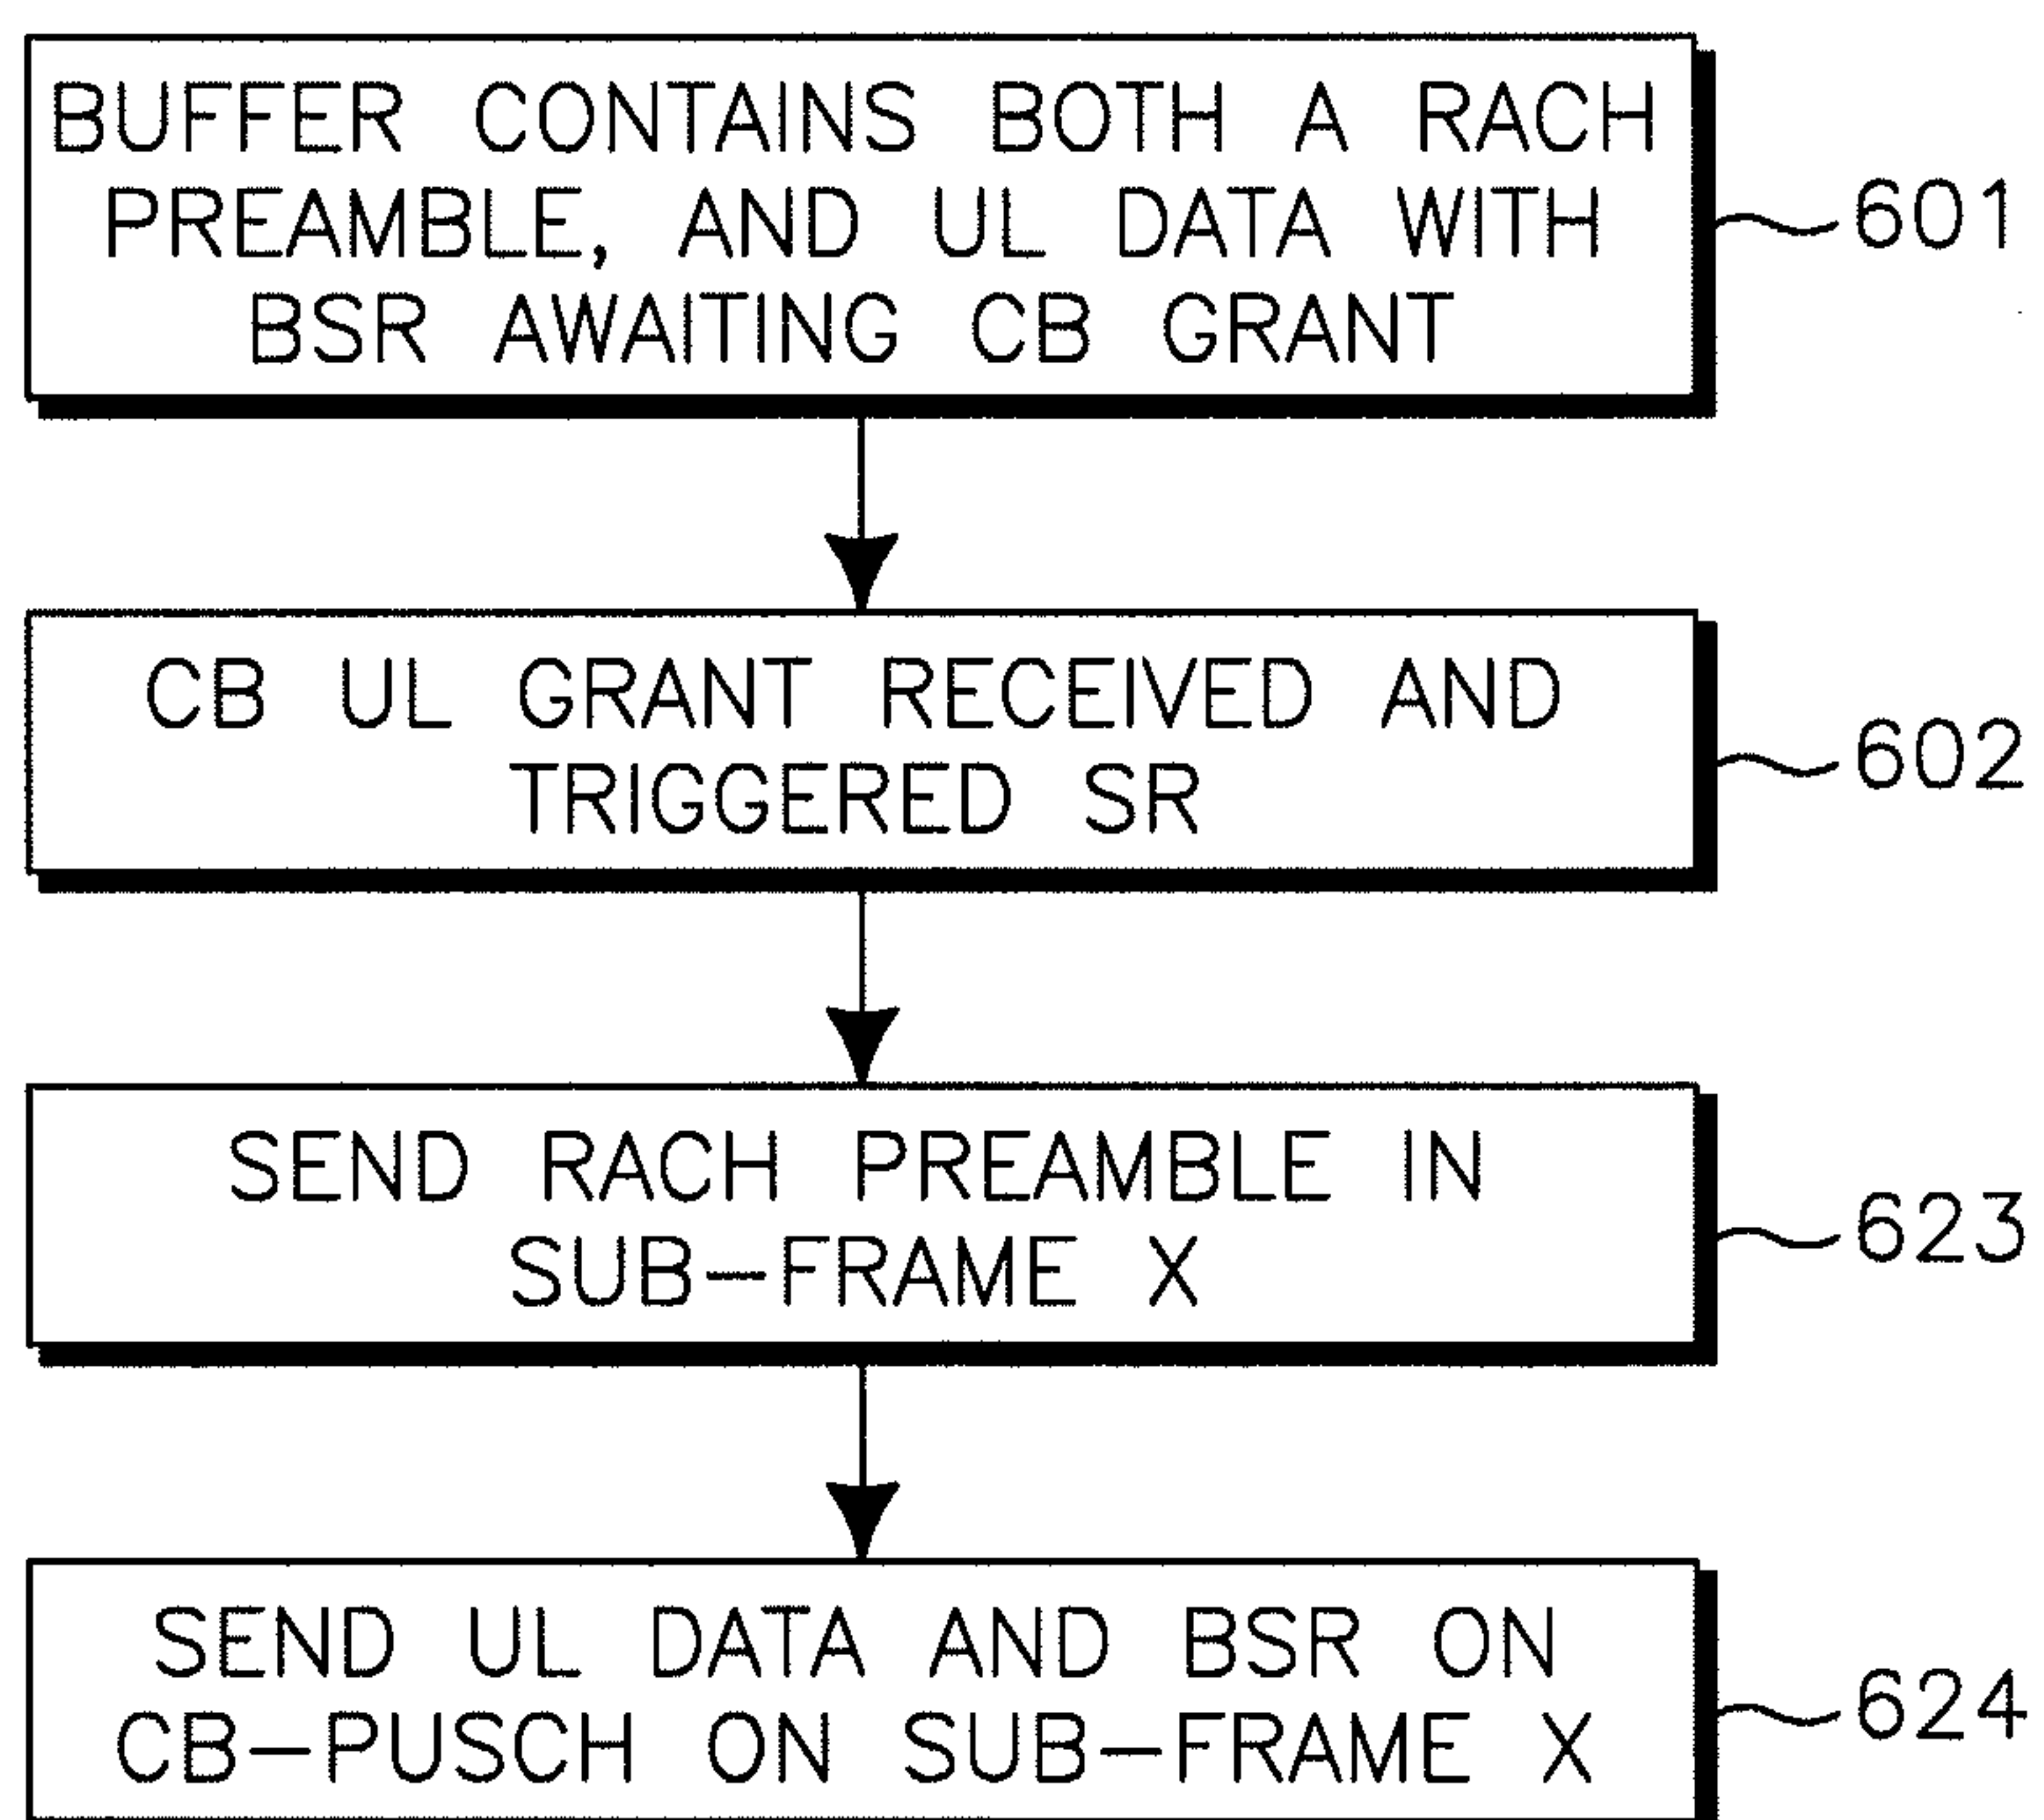 BUFFER CONTAINS BOTH A RACH
PREAMBLE, AND UL DATA WITH
BSR AWAITING CB GRANT
601
CB UL GRANT RECEIVED AND
TRIGGERED SR
602
SEND RACH PREAMBLE IN
SUB-FRAME X
623
SEND UL DATA AND BSR ON
CB-PUSCH ON SUB-FRAME X
624